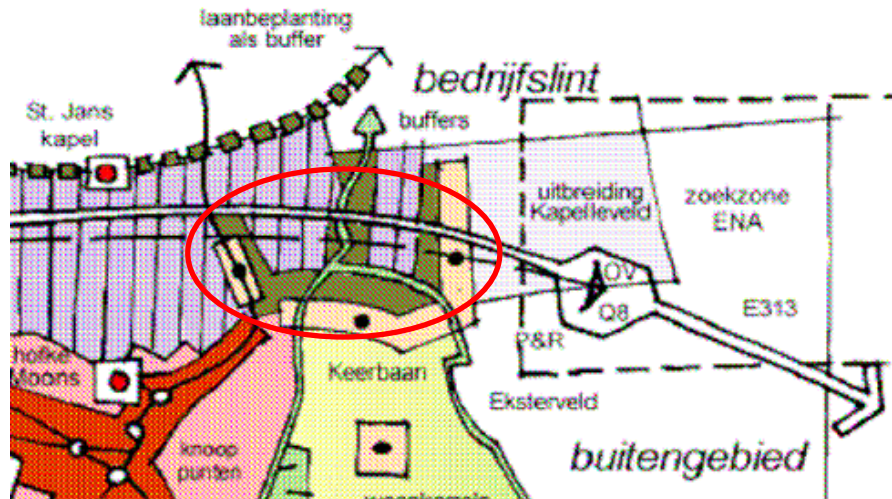 laanbeplanting
als buffer
bedrijfslint
St. Jans
kapel
buffers
uitbreiding
Kapelleveld
zoekzone
ENA
OV
Q8
E313
P&R
hofke
Moons
Keerbaan
Eksterveld
knoop
punten
buitengebied